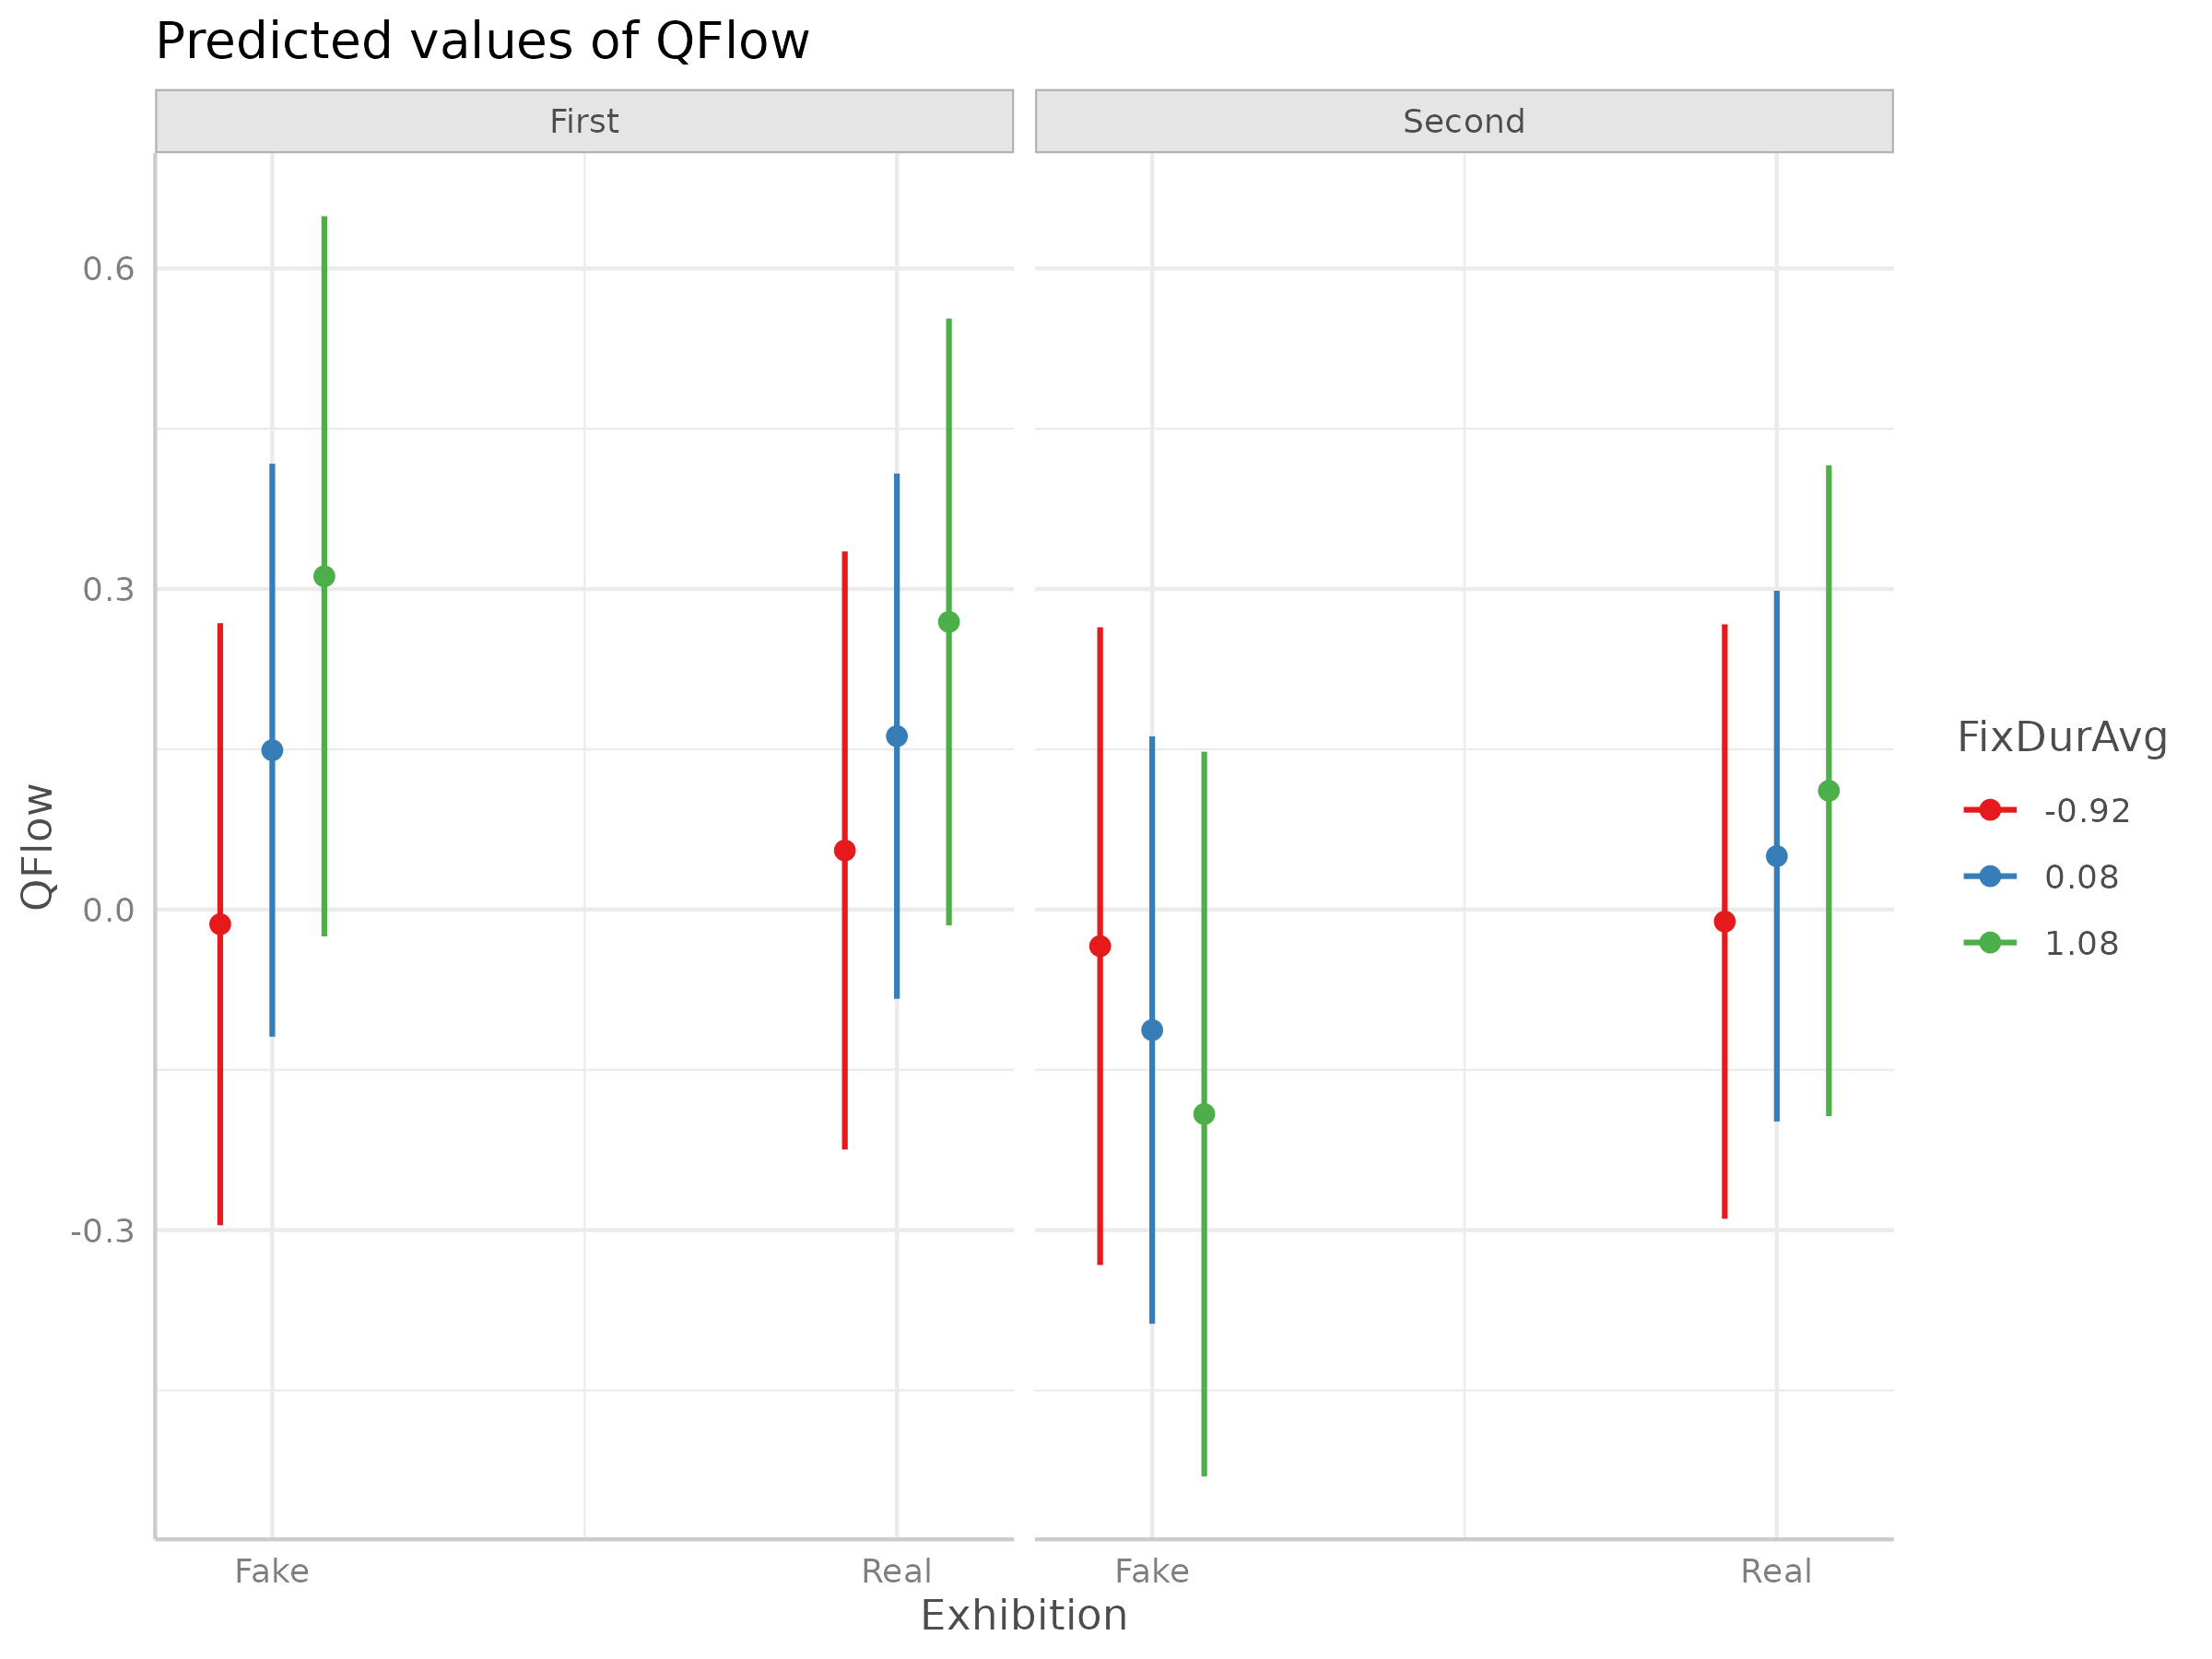 Predicted values of QFlow
First
Second
0.6
0.3
0.0
-0.3
QFlow
Fake
Real
Fake
Real
Exhibition
FixDurAvg
-0.92
0.08
1.08